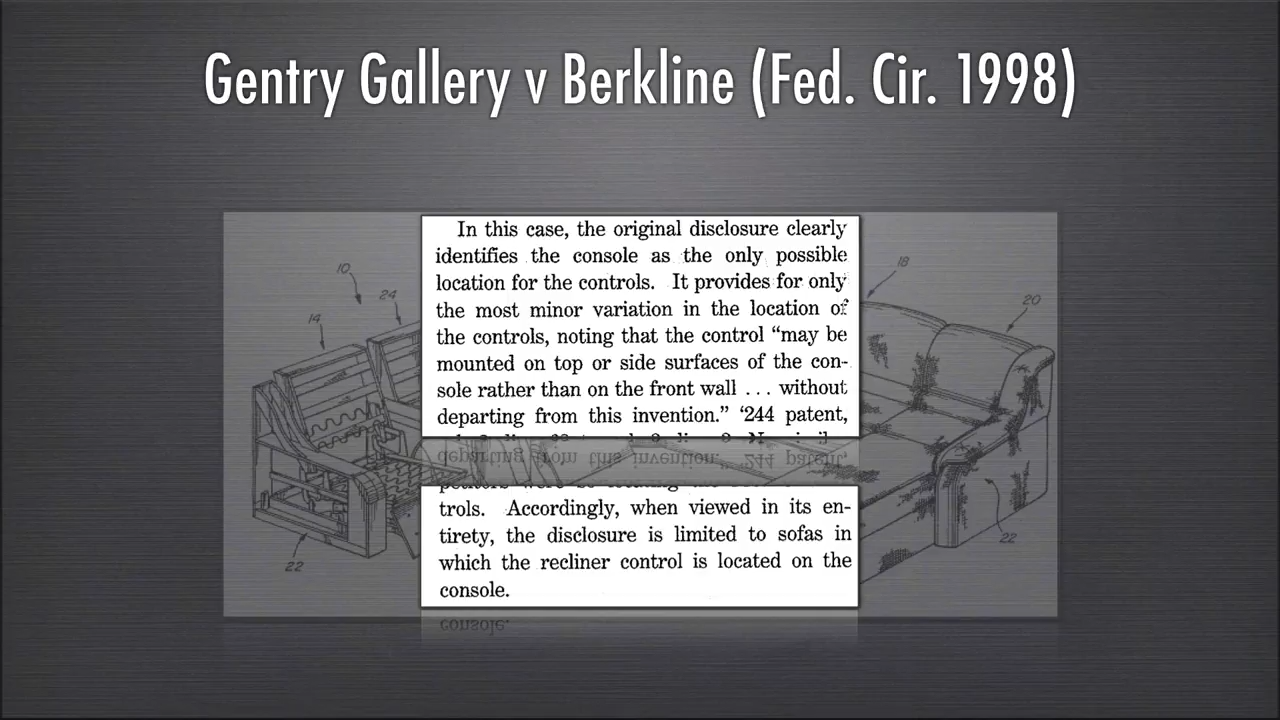 Gentry Gallery v Berkline (Fed. Cir. 1998)
In this case, the original disclosure clearly
identifies the console as the only possible
location for the controls. It provides for only
the most minor variation in the location of
the controls, noting that the control “may be
mounted on top or side surfaces of the con-
sole rather than on the front wall . . . without
departing from this invention.” ‘244 patent,
trols. Accordingly, when viewed in its en-
tirety, the disclosure is limited to sofas in
which the recliner control is located on the
console.
10
24
14
22
18
20
22